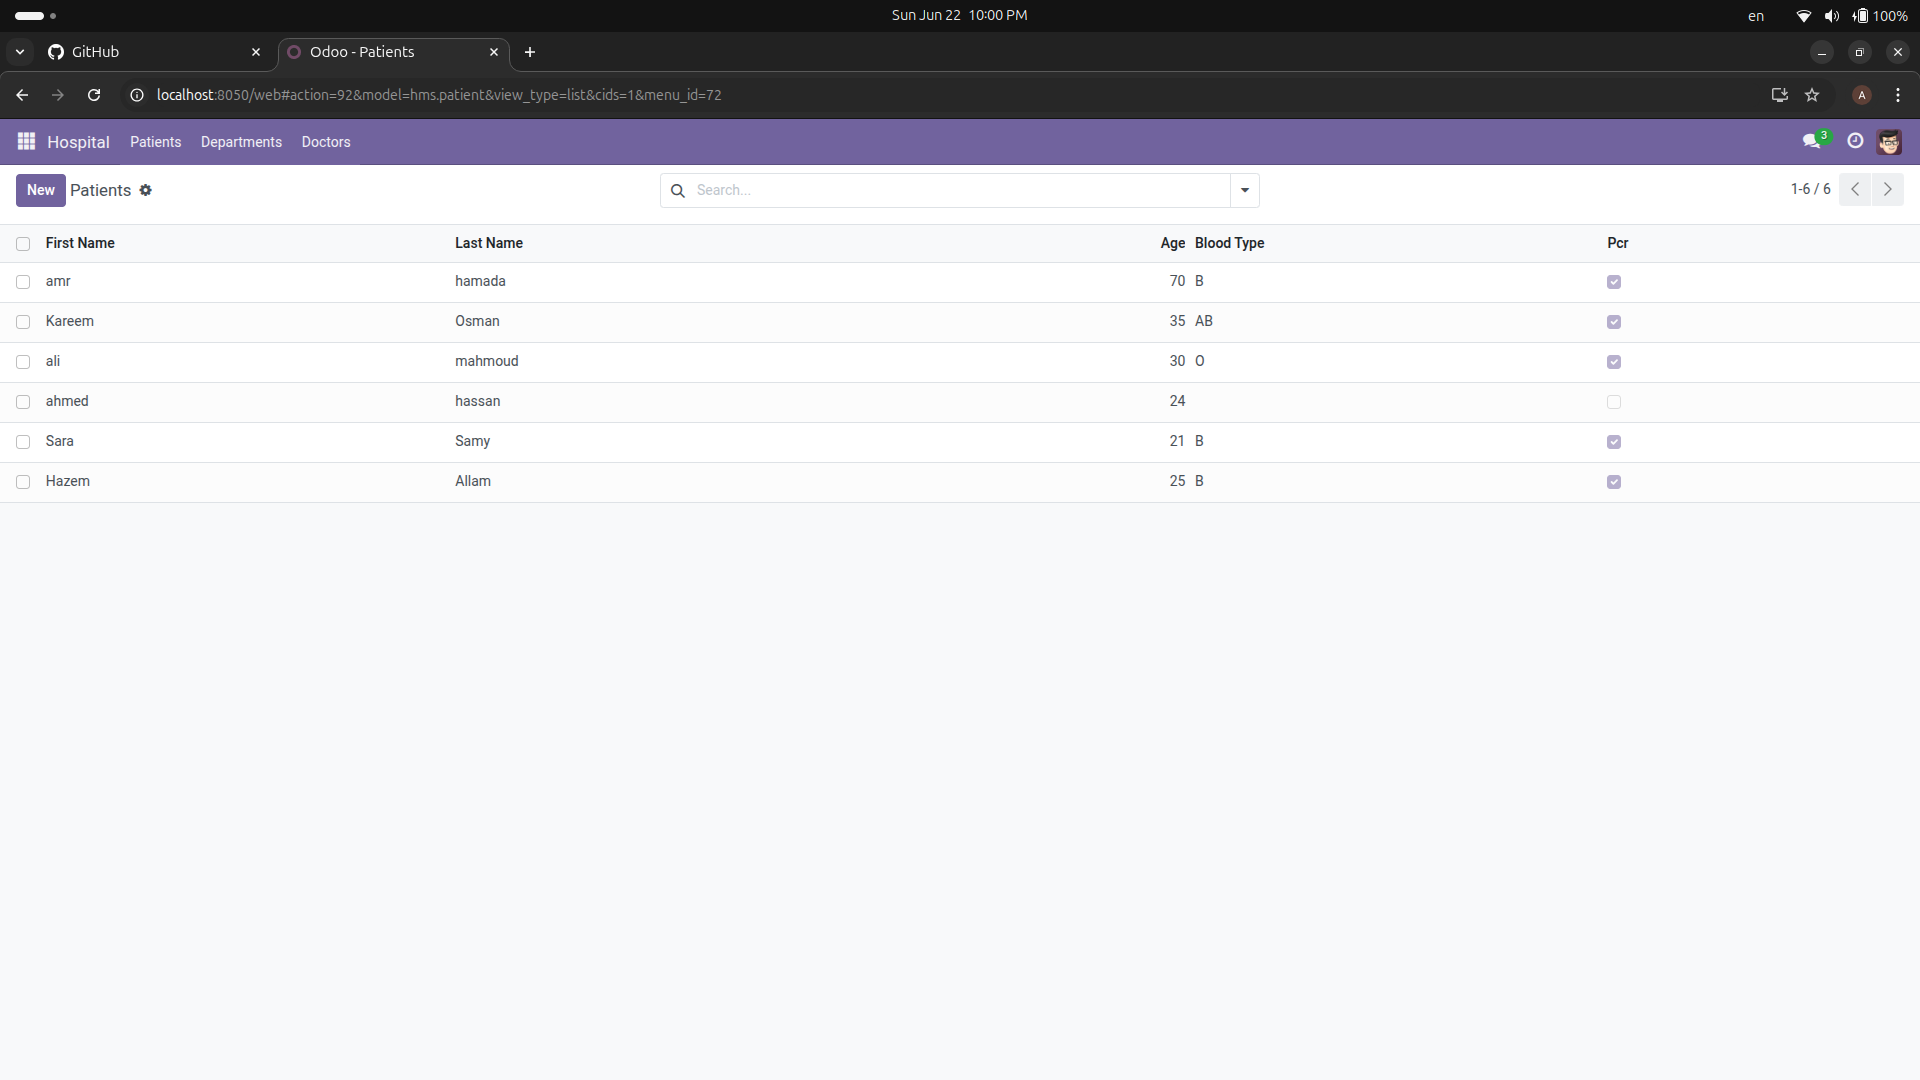 Sun Jun 22 10:00 PM
en
100%
GitHub
Odoo - Patients
localhost:8050/web#action=92&model=hms.patient&view_type=list&cids=1&menu_id=72
A
Hospital
Patients
Departments
Doctors
3
New
Patients
Search...
1-6 / 6
First Name Last Name Age Blood Type Pcr
amr hamada 70 B
Kareem Osman 35 AB
ali mahmoud 30 O
ahmed hassan 24
Sara Samy 21 B
Hazem Allam 25 B